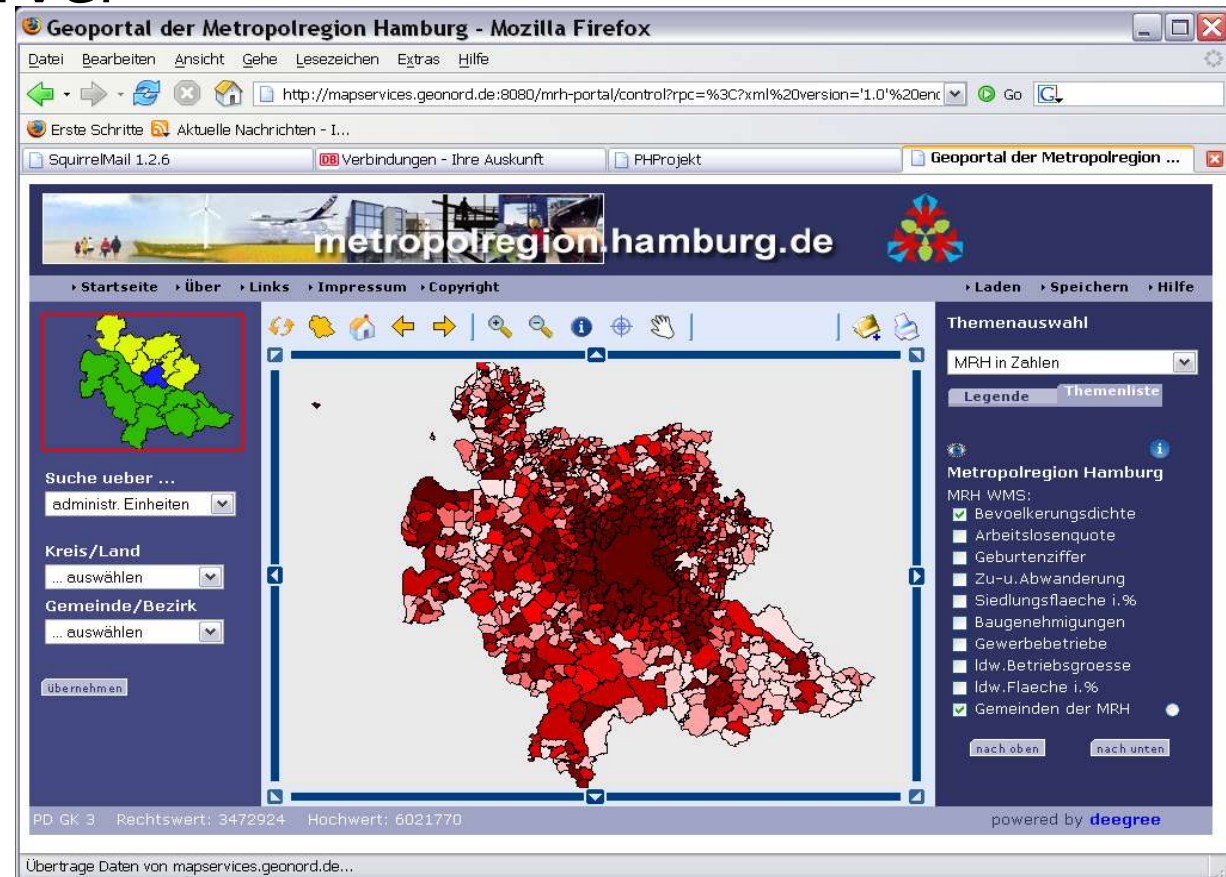 Geoportal der Metropolregion Hamburg - Mozilla Firefox
Datei Bearbeiten Ansicht Gehe Lesezeichen Extras Hilfe
http://mapservices.geonord.de:8080/mrh-portal/control?rpc=%3C?xml%20version='1.0'%20enc Go
Erste Schritte Aktuelle Nachrichten - I...
SquirrelMail 1.2.6 DB Verbindungen - Ihre Auskunft PHProjekt Geoportal der Metropolregion ...
metropolregion.hamburg.de
Startseite Über Links Impressum Copyright Laden Speichern Hilfe
Suche ueber ...
administr. Einheiten
Kreis/Land
... auswählen
Gemeinde/Bezirk
... auswählen
übernehmen
Themenauswahl
MRH in Zahlen
Legende Themenliste
Metropolregion Hamburg
MRH WMS:
Bevoelkerungsdichte
Arbeitslosenquote
Geburtenziffer
Zu-u.Abwanderung
Siedlungsflaeche i.%
Baugenehmigungen
Gewerbebetriebe
ldw.Betriebsgroesse
ldw.Flaeche i.%
Gemeinden der MRH
nach oben nach unten
PD GK 3 Rechtswert: 3472924 Hochwert: 6021770 powered by deegree
Übertrage Daten von mapservices.geonord.de...